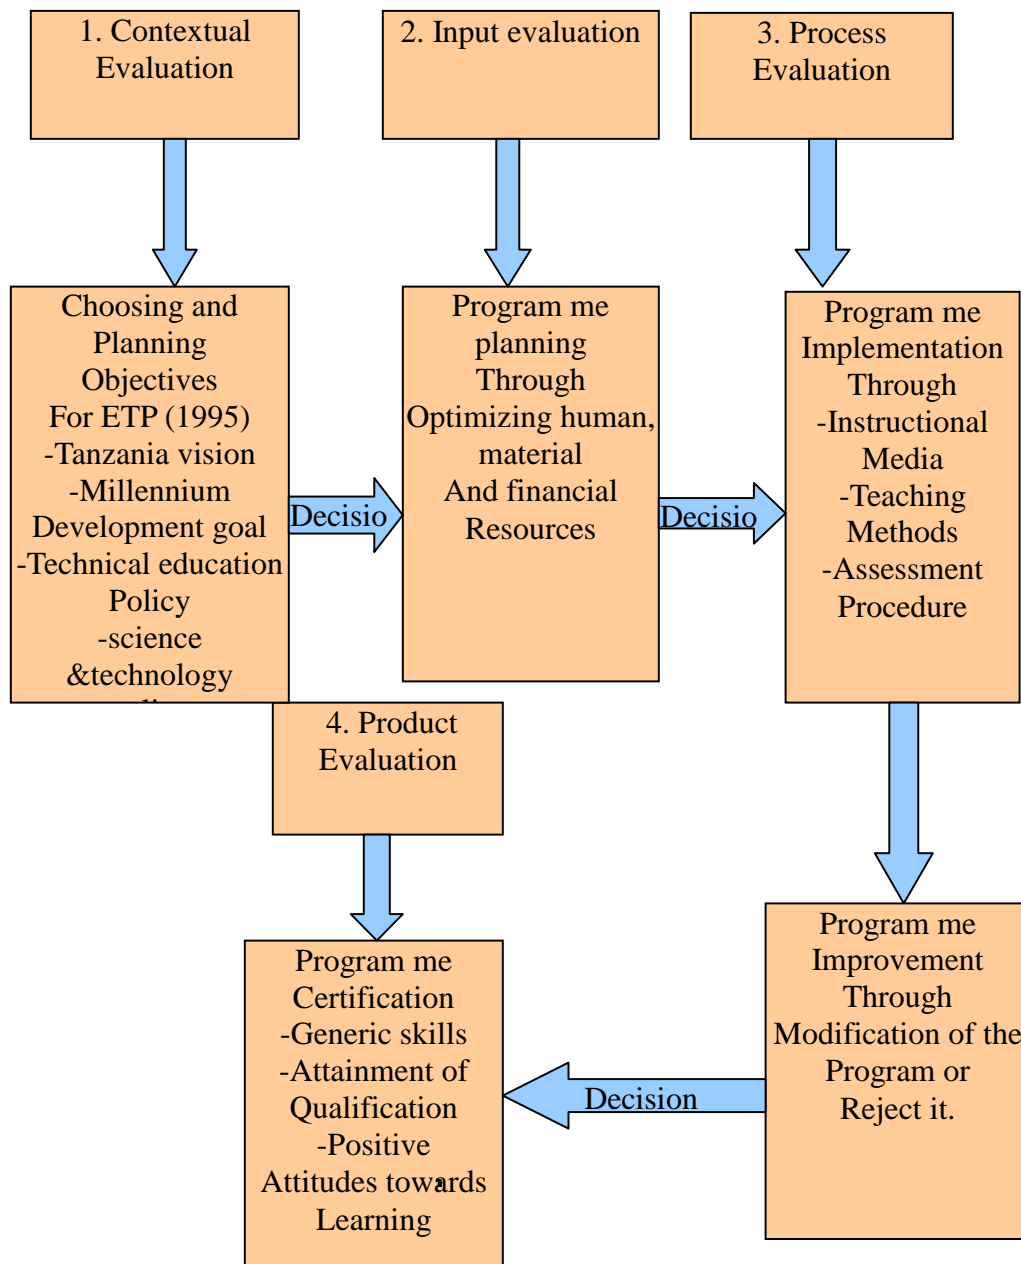 1. Contextual
Evaluation
2. Input evaluation
3. Process
Evaluation
Choosing and
Planning
Objectives
For ETP (1995)
-Tanzania vision
-Millennium
Development goal
-Technical education
Policy
-science
&technology
Decisio
Program me
planning
Through
Optimizing human,
material
And financial
Resources
Decisio
Program me
Implementation
Through
-Instructional
Media
-Teaching
Methods
-Assessment
Procedure
4. Product
Evaluation
Program me
Certification
-Generic skills
-Attainment of
Qualification
-Positive
Attitudes towards
Learning
Decision
Program me
Improvement
Through
Modification of the
Program or
Reject it.